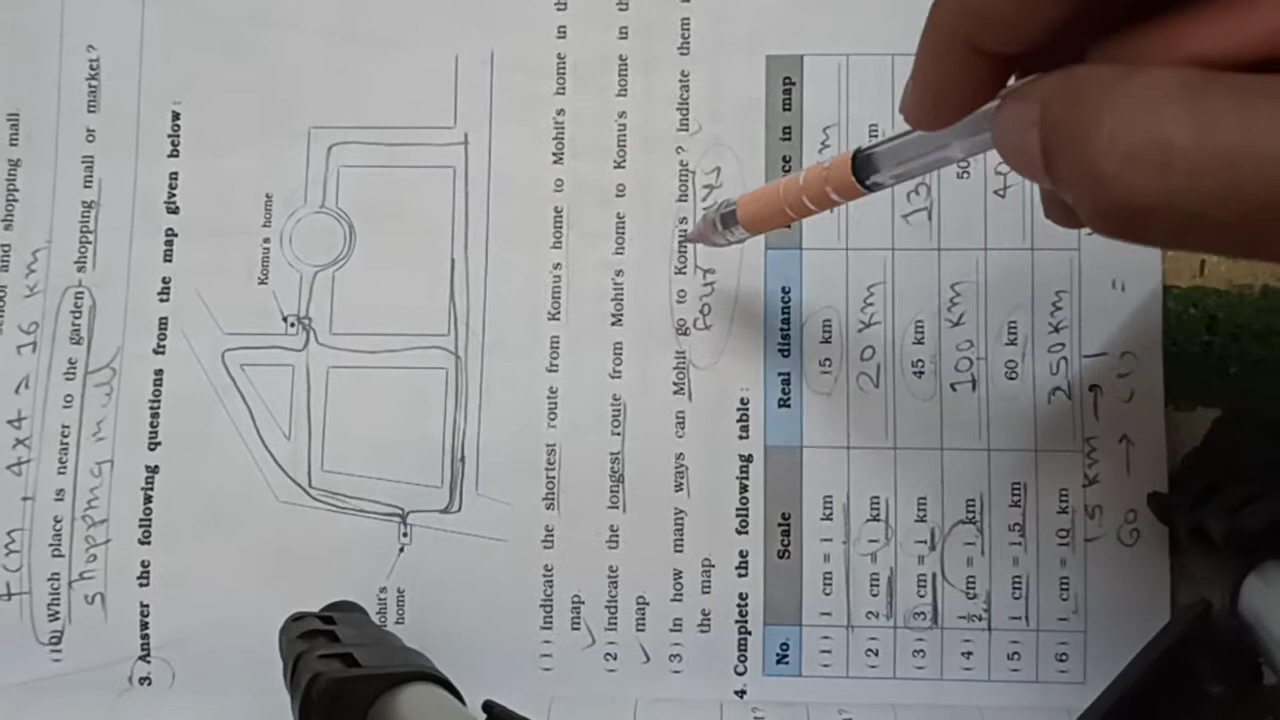 school and shopping mall
4 cm, 4x4 = 16 km
(10) Which place is nearer to the garden - shopping mall or market?
shopping mall
3. Answer the following questions from the map given below :
Komu's home
Mohit's
home
(1) Indicate the shortest route from Komu's home to Mohit's home in
map.
(2) Indicate the longest route from Mohit's home to Komu's home in
map.
(3) In how many ways can Mohit go to Komu's home? Indicate them
the map.
Four
4. Complete the following table :
No. Scale Real distance in map
(1) 1 cm = 1 km 15 km
(2) 2 cm = 1 km 20 km
(3) 3 cm = 1 km 45 km 13
(4) ½ cm = 1 km 100 km 50
(5) 1 cm = 1.5 km 60 km 40
(6) 1 cm = 10 km 250 km
1.5 km → 1
60 → (1) =